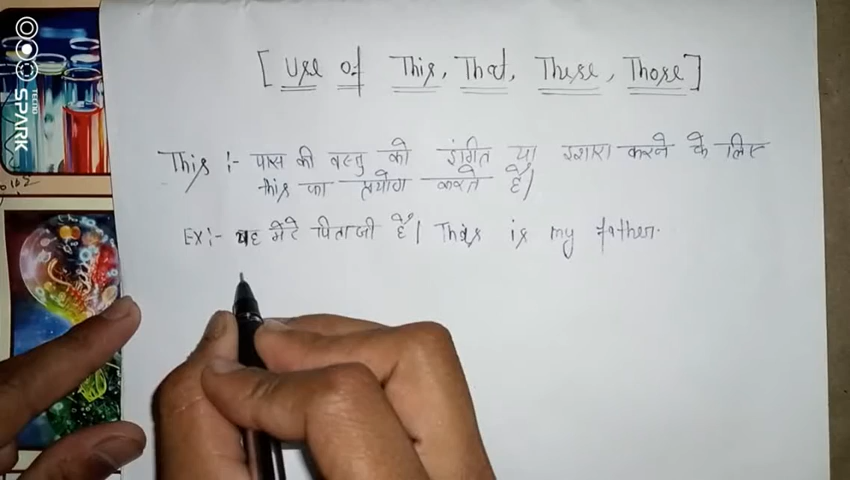 [ Use of This, That, These, Those ]
This :- पास की वस्तु को इंगीत या इशारा करने के लिए
this का प्रयोग करते हैं।
Ex:- यह मेरे पिताजी हैं। This is my father.
SPARK
TECNO